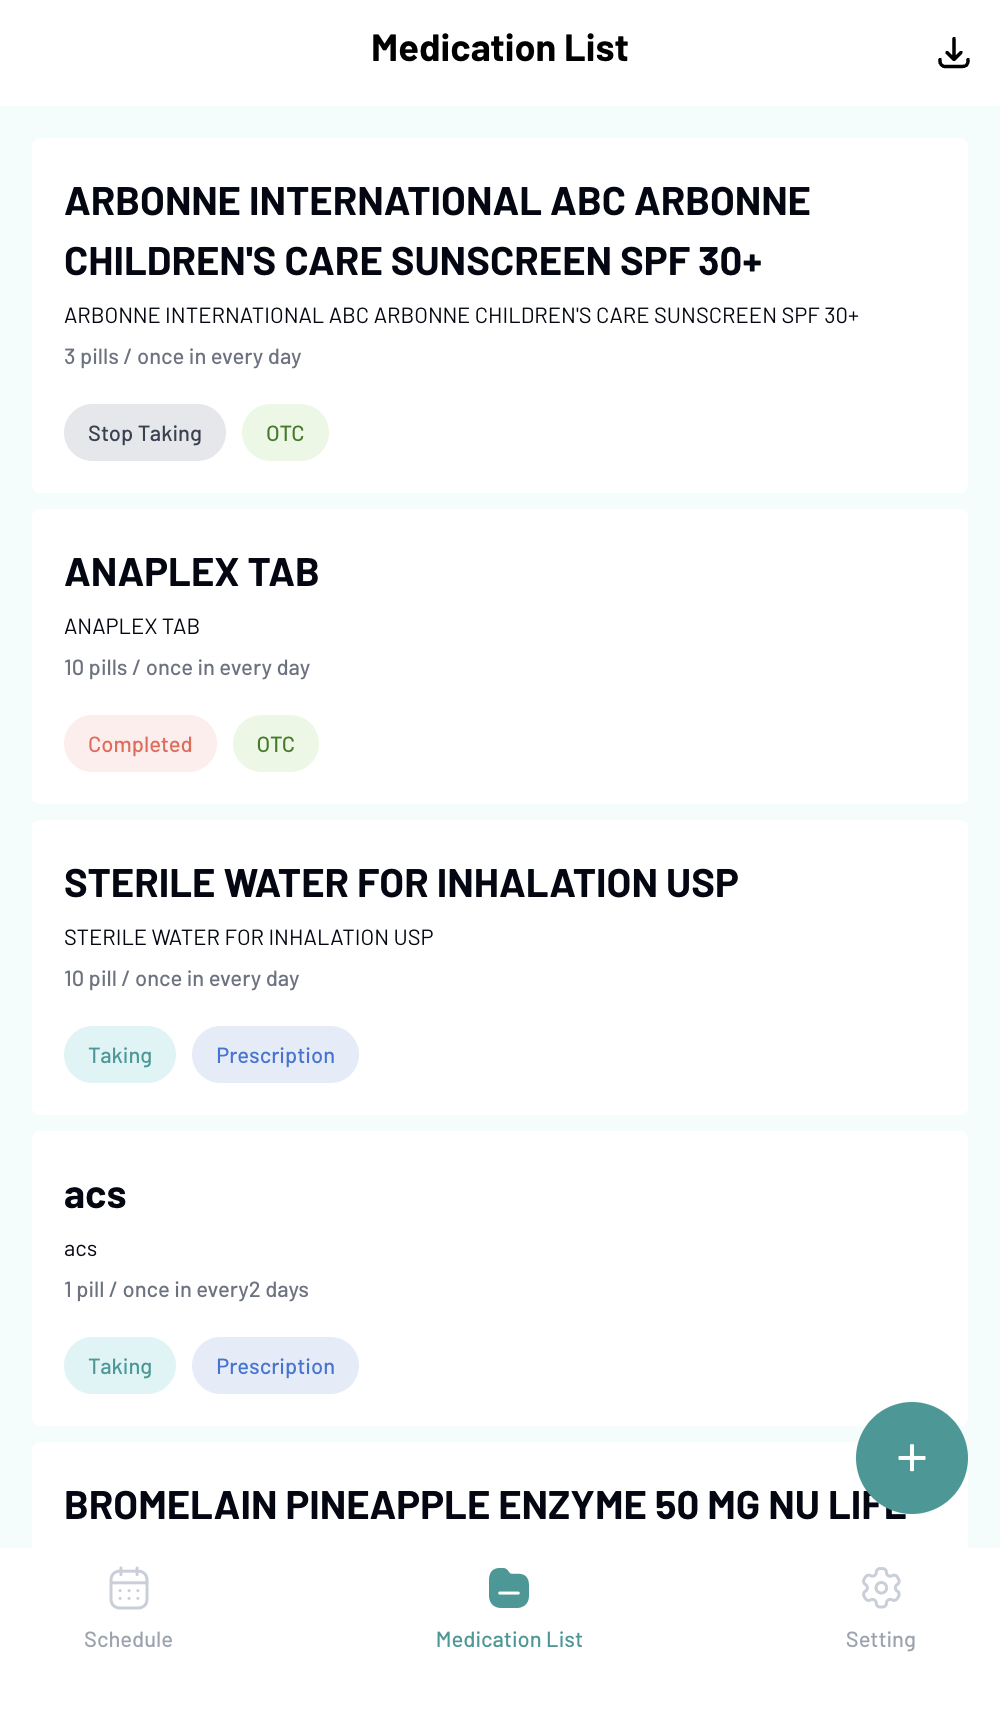 Medication List
ARBONNE INTERNATIONAL ABC ARBONNE
CHILDREN'S CARE SUNSCREEN SPF 30+
ARBONNE INTERNATIONAL ABC ARBONNE CHILDREN'S CARE SUNSCREEN SPF 30+
3 pills / once in every day
Stop Taking OTC
ANAPLEX TAB
ANAPLEX TAB
10 pills / once in every day
Completed OTC
STERILE WATER FOR INHALATION USP
STERILE WATER FOR INHALATION USP
10 pill / once in every day
Taking Prescription
acs
acs
1 pill / once in every2 days
Taking Prescription
BROMELAIN PINEAPPLE ENZYME 50 MG NU LIFE
Schedule Medication List Setting